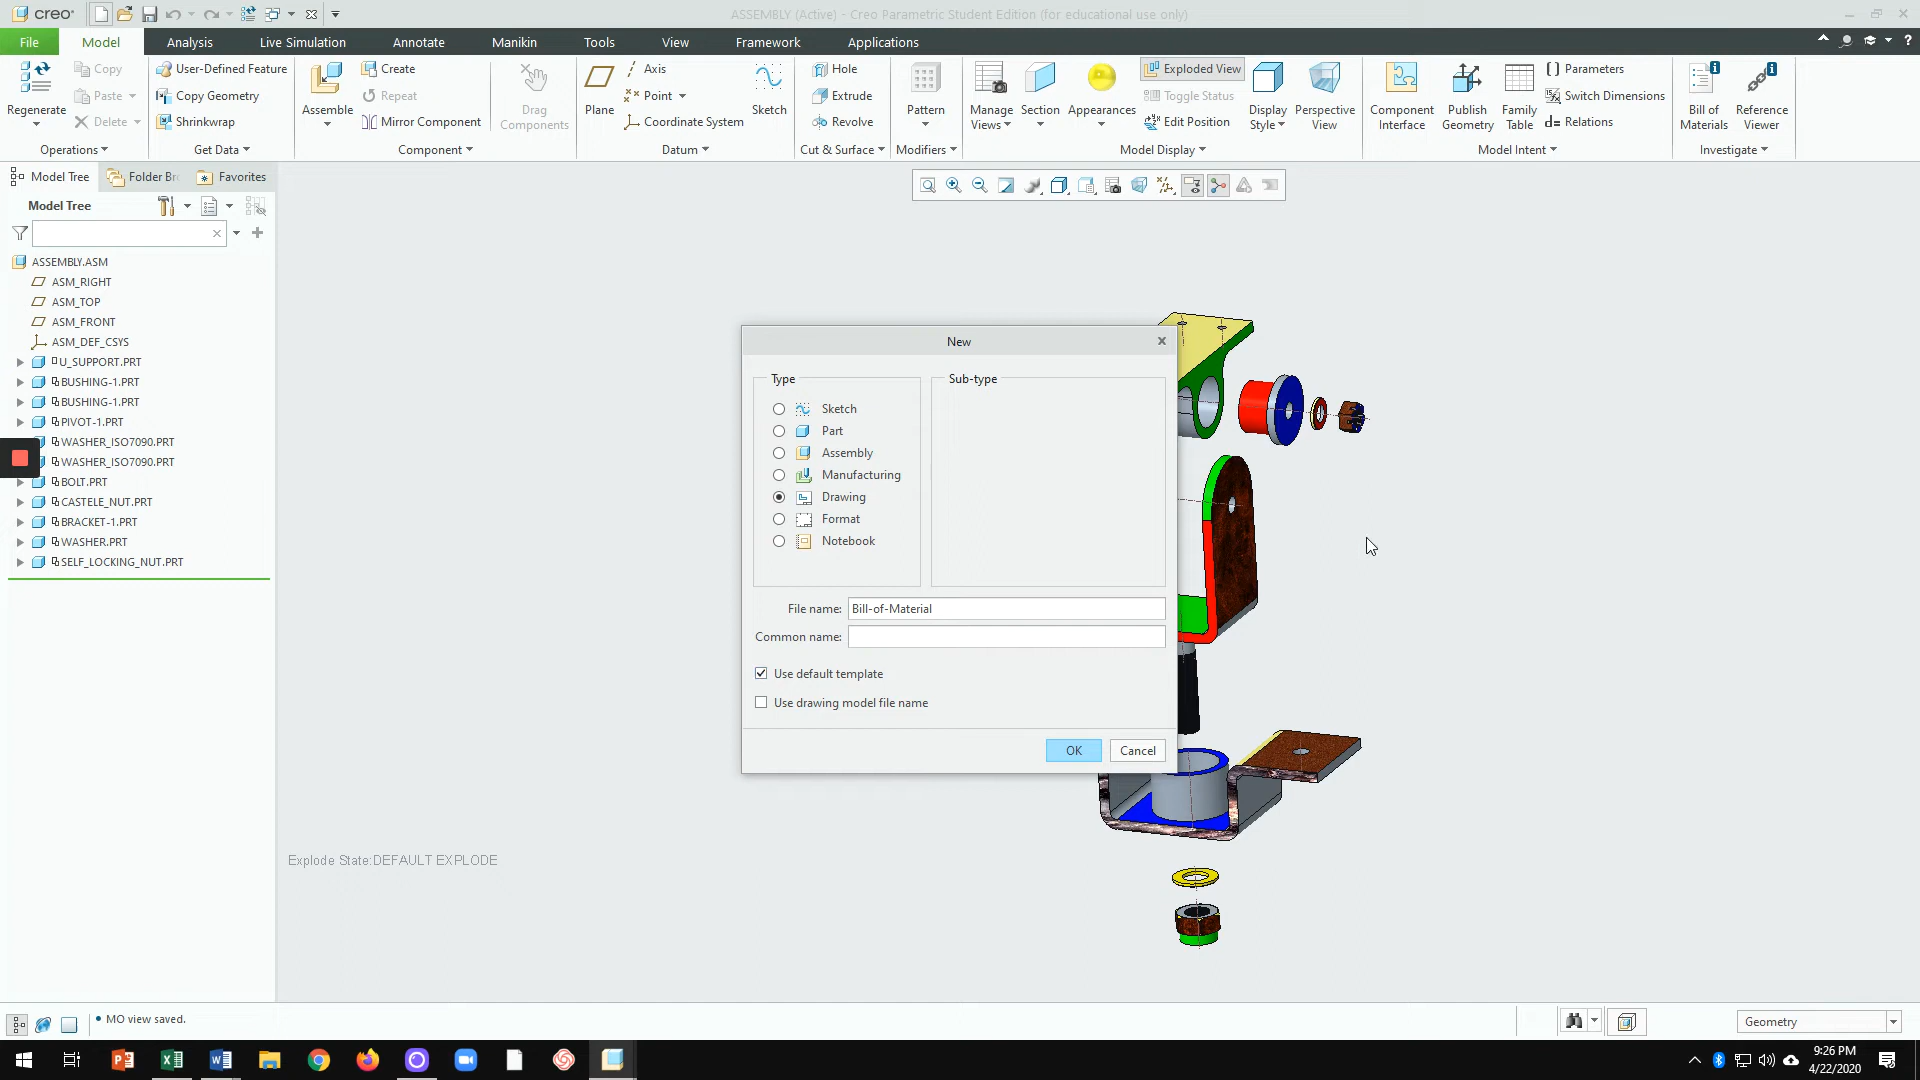 creo
ASSEMBLY (Active) - Creo Parametric Student Edition (for educational use only)
File Model Analysis Live Simulation Annotate Manikin Tools View Framework Applications
Regenerate
Copy
Paste
Delete
Operations
User-Defined Feature
Copy Geometry
Shrinkwrap
Get Data
Assemble
Create
Repeat
Mirror Component
Drag
Components
Component
Plane
Axis
Point
Coordinate System
Sketch
Datum
Hole
Extrude
Revolve
Cut & Surface
Pattern
Modifiers
Manage
Views
Section
Appearances
Exploded View
Toggle Status
Edit Position
Display
Style
Perspective
View
Model Display
Component
Interface
Publish
Geometry
Family
Table
Parameters
Switch Dimensions
Relations
Model Intent
Bill of
Materials
Reference
Viewer
Investigate
Model Tree Folder Br Favorites
Model Tree
ASSEMBLY.ASM
ASM_RIGHT
ASM_TOP
ASM_FRONT
ASM_DEF_CSYS
U_SUPPORT.PRT
BUSHING-1.PRT
BUSHING-1.PRT
PIVOT-1.PRT
WASHER_ISO7090.PRT
WASHER_ISO7090.PRT
BOLT.PRT
CASTELE_NUT.PRT
BRACKET-1.PRT
WASHER.PRT
SELF_LOCKING_NUT.PRT
New
Type
Sketch
Part
Assembly
Manufacturing
Drawing
Format
Notebook
Sub-type
File name: Bill-of-Material
Common name:
Use default template
Use drawing model file name
OK Cancel
Explode State:DEFAULT EXPLODE
MO view saved.
Geometry
9:26 PM
4/22/2020